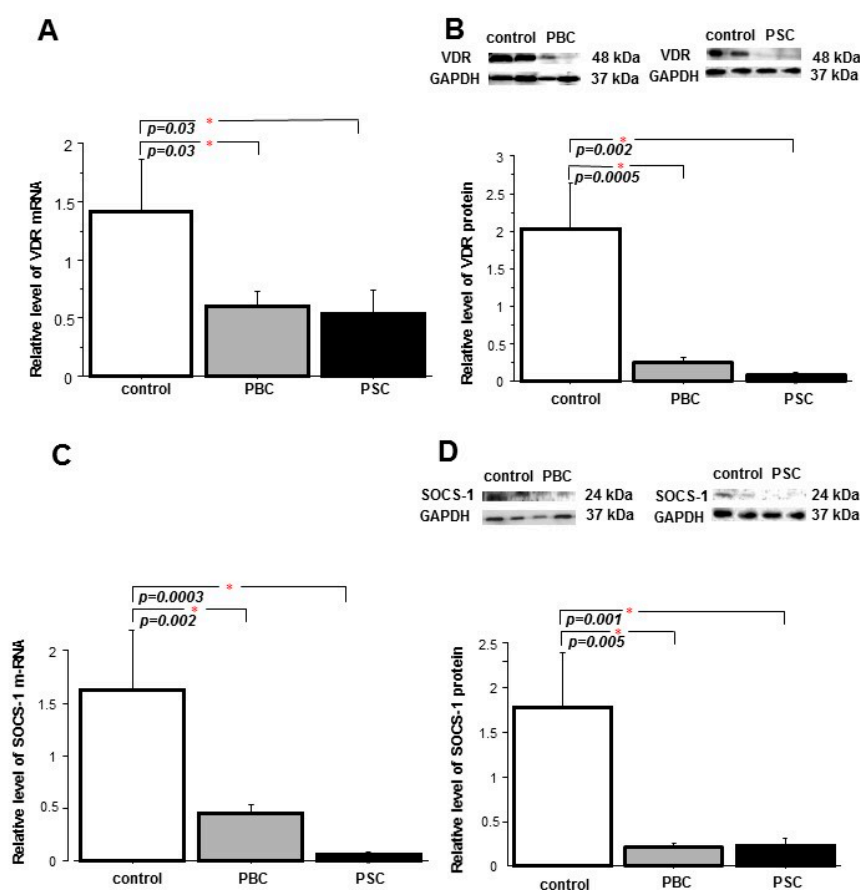 A
p=0.03 *
p=0.03 *
Relative level of VDR mRNA
2
1.5
1
0.5
0
control PBC PSC
B
control PBC
VDR 48 kDa
GAPDH 37 kDa
control PSC
VDR 48 kDa
GAPDH 37 kDa
p=0.002 *
p=0.0005 *
Relative level of VDR protein
3
2.5
2
1.5
1
0.5
0
control PBC PSC
C
p=0.0003 *
p=0.002 *
Relative level of SOCS-1 m-RNA
2
1.5
1
0.5
0
control PBC PSC
D
control PBC
SOCS-1 24 kDa
GAPDH 37 kDa
control PSC
SOCS-1 24 kDa
GAPDH 37 kDa
p=0.001 *
p=0.005 *
Relative level of SOCS-1 protein
2.5
2
1.5
1
0.5
0
control PBC PSC